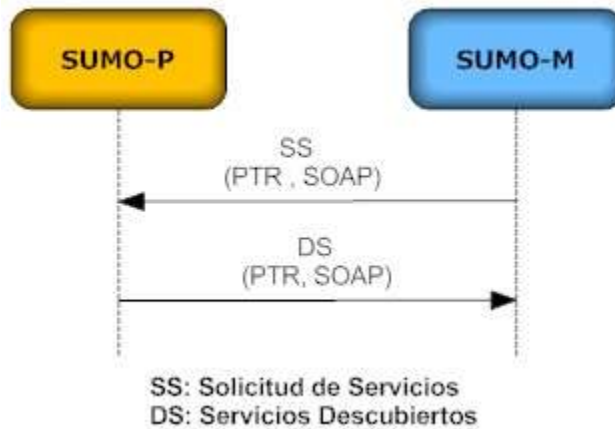 SUMO-P
SUMO-M
SS
(PTR , SOAP)
DS
(PTR, SOAP)
SS: Solicitud de Servicios
DS: Servicios Descubiertos